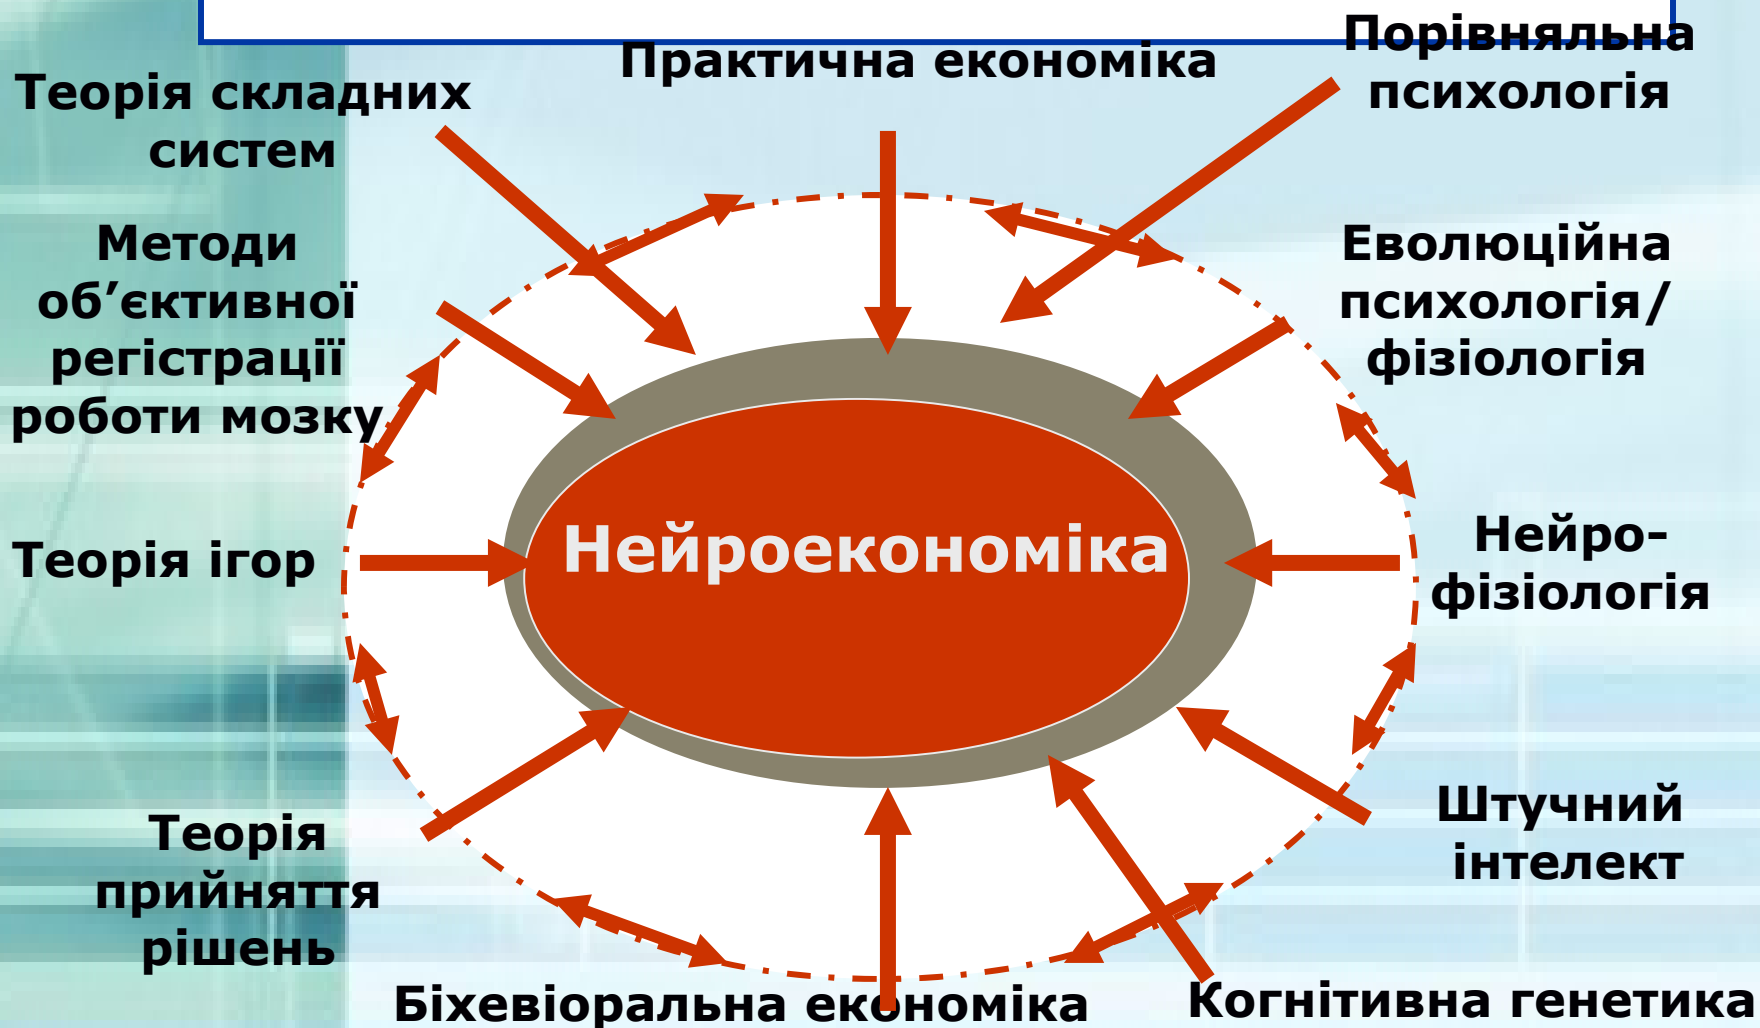 Практична економіка
Порівняльна
психологія
Теорія складних
систем
Методи
об’єктивної
регістрації
роботи мозку
Еволюційна
психологія/
фізіологія
Теорія ігор
Нейроекономіка
Нейро-
фізіологія
Теорія
прийняття
рішень
Штучний
інтелект
Біхевіоральна економіка
Когнітивна генетика